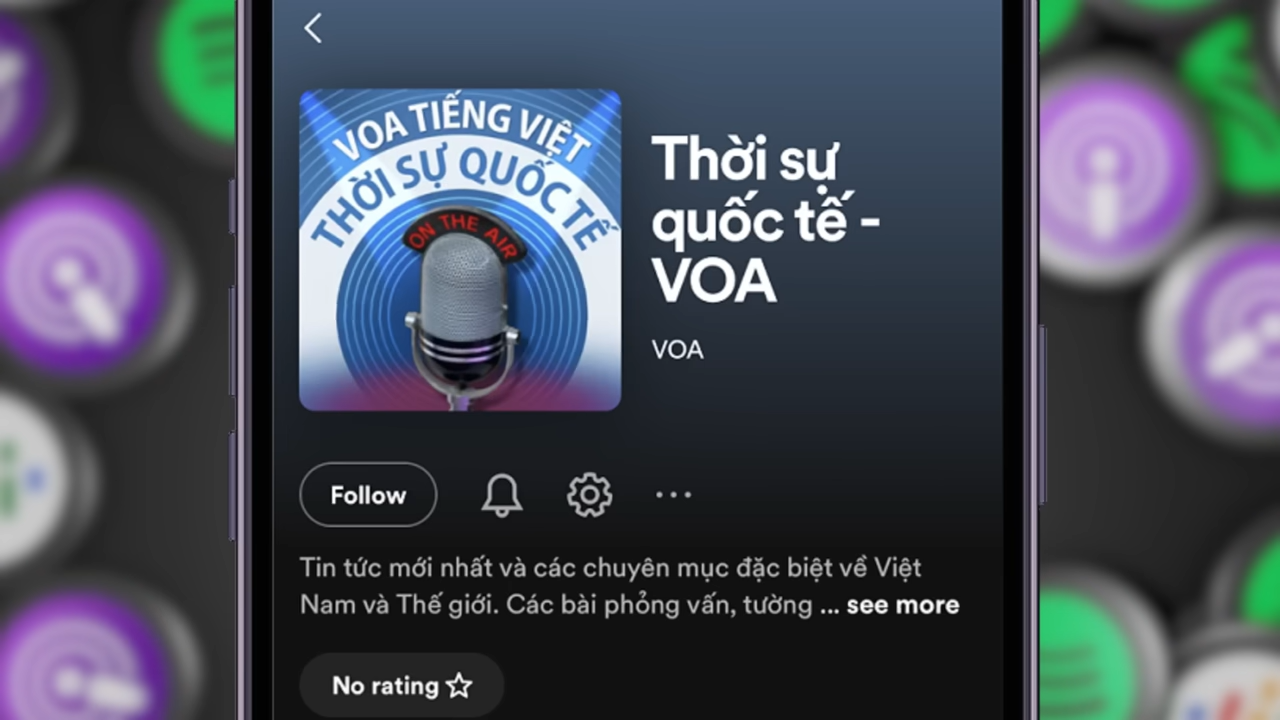 VOA TIẾNG VIỆT
THỜI SỰ QUỐC TẾ
ON THE AIR
Thời sự
quốc tế -
VOA
VOA
Follow
Tin tức mới nhất và các chuyên mục đặc biệt về Việt
Nam và Thế giới. Các bài phỏng vấn, tường ... see more
No rating